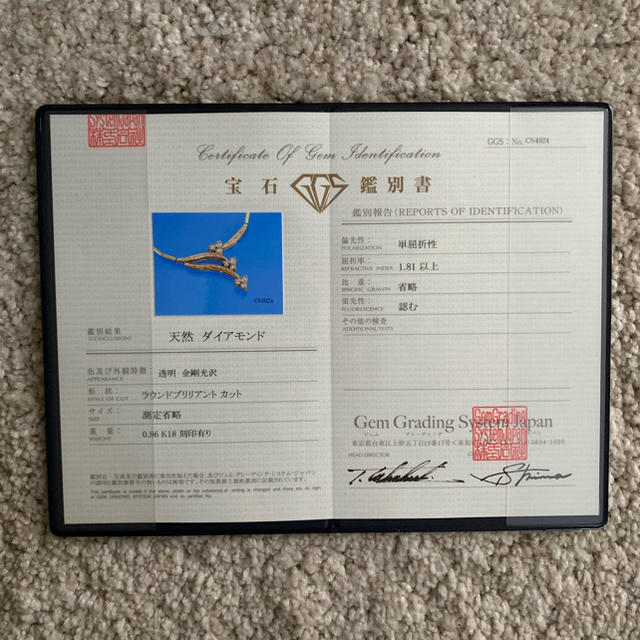 GGS : No. CN4924
Certificate Of Gem Identification
宝石 GGS 鑑別書
CN4924
鑑別結果
(CONCLUSION)
天然 ダイアモンド
色及び外観特徴
APPEARANCE
透明 金剛光沢
形 状:
STYLE OF CUT
ラウンドブリリアント カット
サイズ:
SIZE
測定省略
重 量:
WEIGHT
0.86 K18 刻印有り
鑑別報告(REPORTS OF IDENTIFICATION)
偏光性:
POLARIZATION
単屈折性
屈折率:
REFRACTIVE INDEX
1.81 以上
比 重:
SPECIFIC GRAVITY
省略
蛍光性:
FLUORESCENCE
認む
その他の検査
ADDITIONAL TESTS
Gem Grading System Japan
HEAD DIRECTOR